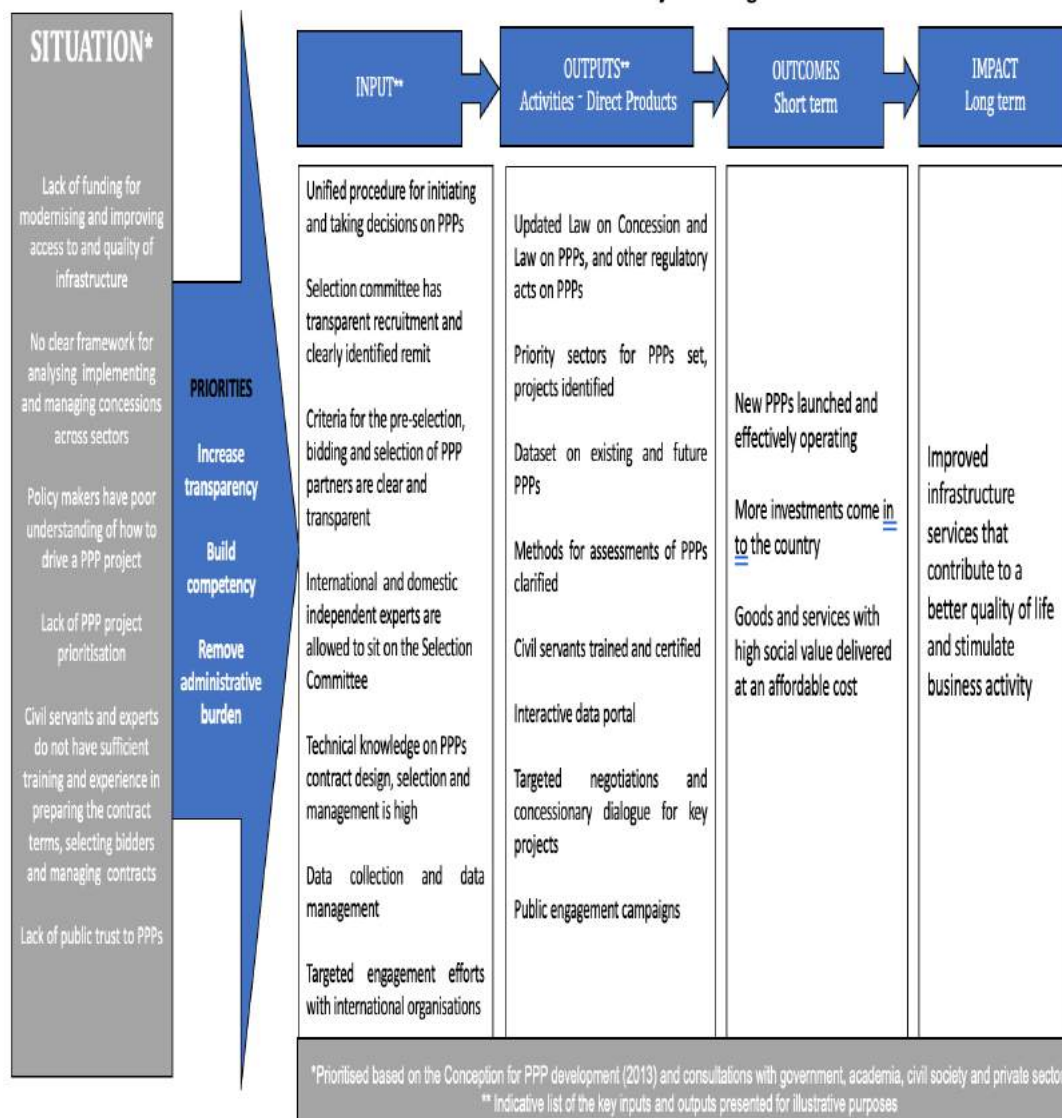 SITUATION*
Lack of funding for
modernising and improving
access to and quality of
infrastructure
No clear framework for
analysing implementing
and managing concessions
across sectors
Policy makers have poor
understanding of how to
drive a PPP project
Lack of PPP project
prioritisation
Civil servants and experts
do not have sufficient
training and experience in
preparing the contract
terms, selecting bidders
and managing contracts
Lack of public trust to PPPs
PRIORITIES
Increase
transparency
Build
competency
Remove
administrative
burden
INPUT**
Unified procedure for initiating
and taking decisions on PPPs
Selection committee has
transparent recruitment and
clearly identified remit
Criteria for the pre-selection,
bidding and selection of PPP
partners are clear and
transparent
International and domestic
independent experts are
allowed to sit on the Selection
Committee
Technical knowledge on PPPs
contract design, selection and
management is high
Data collection and data
management
Targeted engagement efforts
with international organisations
OUTPUTS**
Activities - Direct Products
Updated Law on Concession and
Law on PPPs, and other regulatory
acts on PPPs
Priority sectors for PPPs set,
projects identified
Dataset on existing and future
PPPs
Methods for assessments of PPPs
clarified
Civil servants trained and certified
Interactive data portal
Targeted negotiations and
concessionary dialogue for key
projects
Public engagement campaigns
OUTCOMES
Short term
New PPPs launched and
effectively operating
More investments come in
to the country
Goods and services with
high social value delivered
at an affordable cost
IMPACT
Long term
Improved
infrastructure
services that
contribute to a
better quality of life
and stimulate
business activity
*Prioritised based on the Conception for PPP development (2013) and consultations with government, academia, civil society and private sector
** Indicative list of the key inputs and outputs presented for illustrative purposes